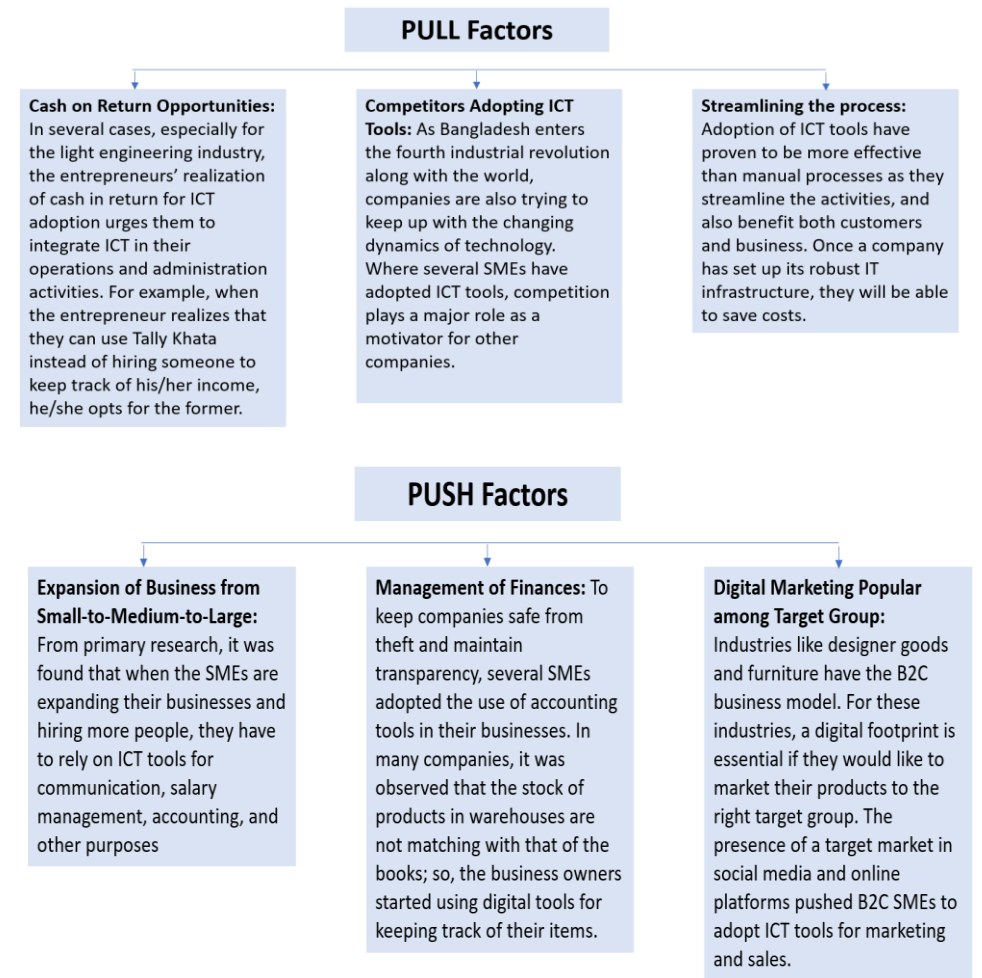 PULL Factors
Cash on Return Opportunities:
In several cases, especially for
the light engineering industry,
the entrepreneurs’ realization
of cash in return for ICT
adoption urges them to
integrate ICT in their
operations and administration
activities. For example, when
the entrepreneur realizes that
they can use Tally Khata
instead of hiring someone to
keep track of his/her income,
he/she opts for the former.
Competitors Adopting ICT
Tools: As Bangladesh enters
the fourth industrial revolution
along with the world,
companies are also trying to
keep up with the changing
dynamics of technology.
Where several SMEs have
adopted ICT tools, competition
plays a major role as a
motivator for other
companies.
Streamlining the process:
Adoption of ICT tools have
proven to be more effective
than manual processes as they
streamline the activities, and
also benefit both customers
and business. Once a company
has set up its robust IT
infrastructure, they will be able
to save costs.
PUSH Factors
Expansion of Business from
Small-to-Medium-to-Large:
From primary research, it was
found that when the SMEs are
expanding their businesses and
hiring more people, they have
to rely on ICT tools for
communication, salary
management, accounting, and
other purposes
Management of Finances: To
keep companies safe from
theft and maintain
transparency, several SMEs
adopted the use of accounting
tools in their businesses. In
many companies, it was
observed that the stock of
products in warehouses are
not matching with that of the
books; so, the business owners
started using digital tools for
keeping track of their items.
Digital Marketing Popular
among Target Group:
Industries like designer goods
and furniture have the B2C
business model. For these
industries, a digital footprint is
essential if they would like to
market their products to the
right target group. The
presence of a target market in
social media and online
platforms pushed B2C SMEs to
adopt ICT tools for marketing
and sales.